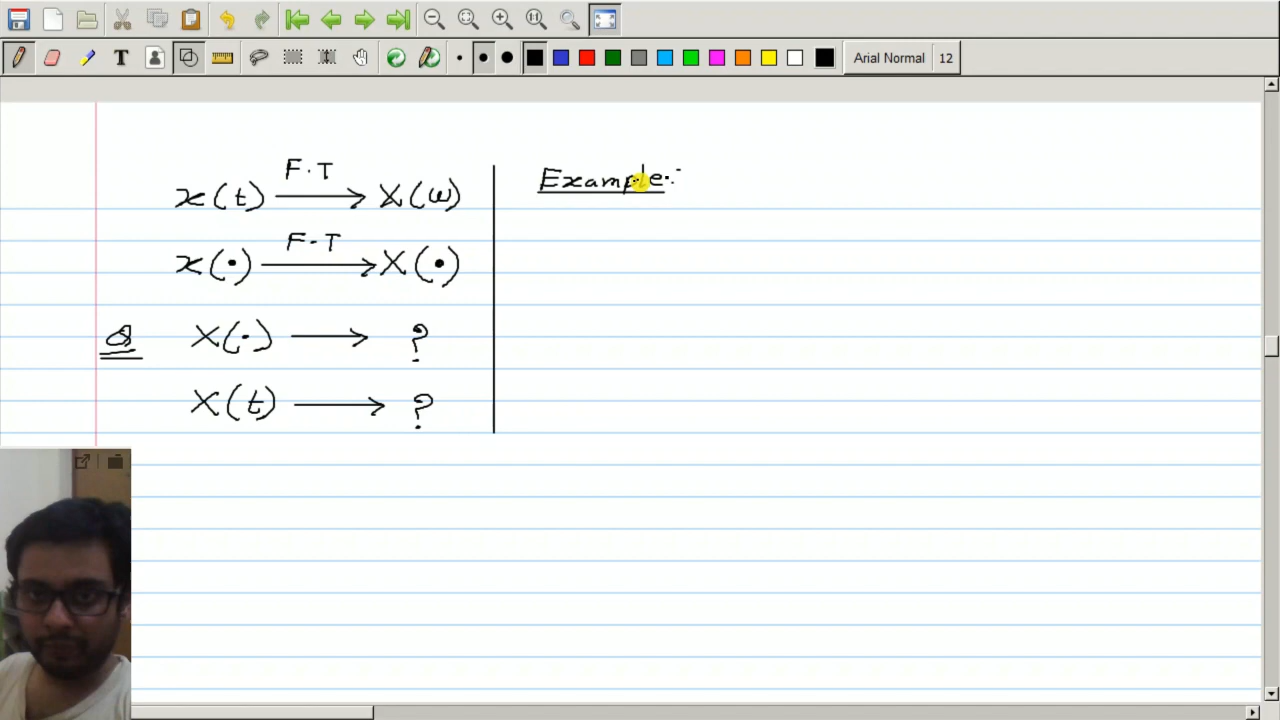 Arial Normal 12
F.T
x(t) ⟶ X(ω)
F.T
x(•) ⟶ X(•)
Q X(•) ⟶ ?
X(t) ⟶ ?
Example: